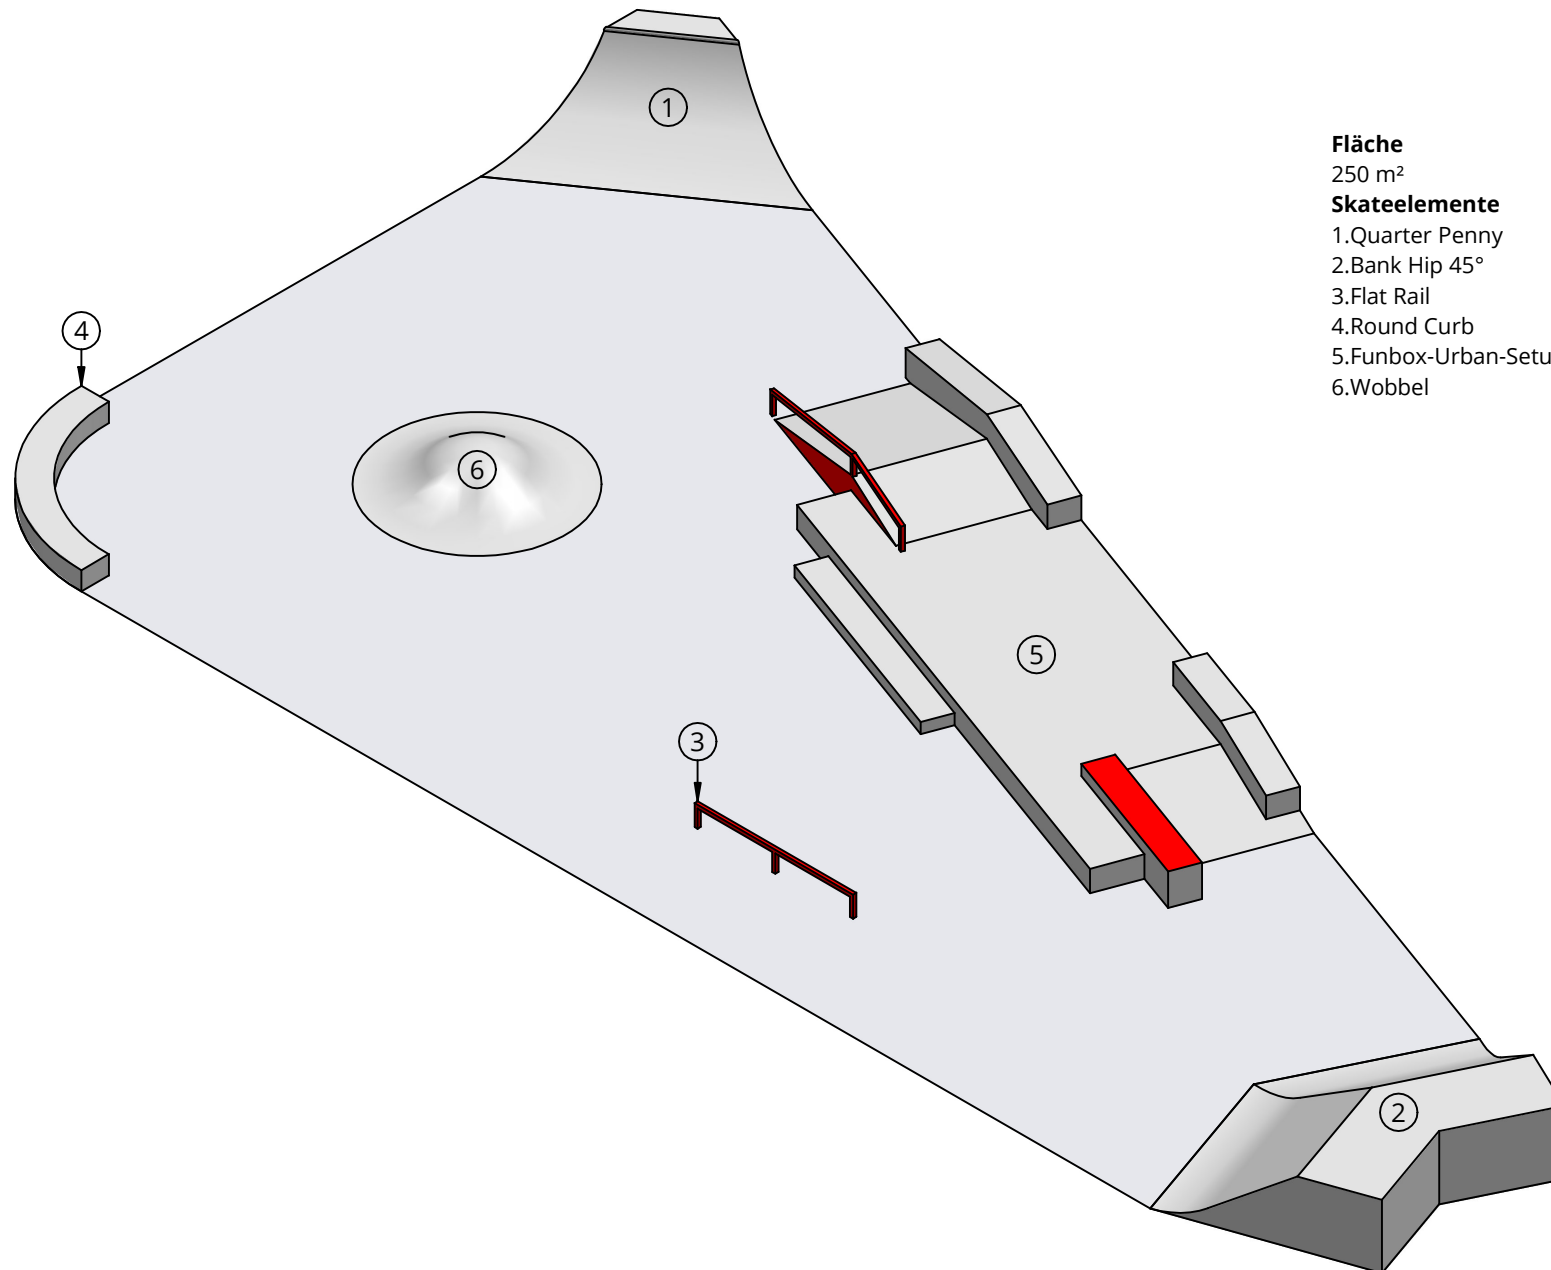 1
Fläche
250 m²
Skateelemente
1.Quarter Penny
2.Bank Hip 45°
3.Flat Rail
4.Round Curb
5.Funbox-Urban-Setu
6.Wobbel
4
6
5
3
2